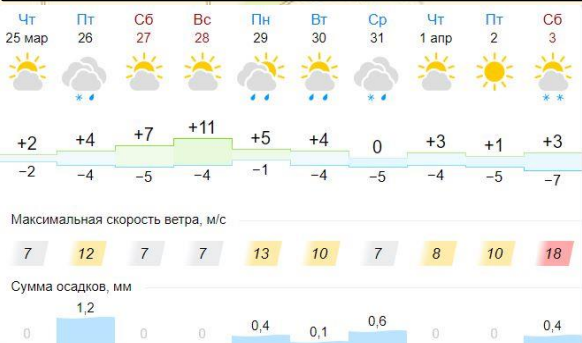 Чт Пт Сб Вс Пн Вт Ср Чт Пт Сб
25 мар 26 27 28 29 30 31 1 апр 2 3
+2 +4 +7 +11 +5 +4 0 +3 +1 +3
−2 −4 −5 −4 −1 −4 −5 −4 −5 −7
Максимальная скорость ветра, м/с
7 12 7 7 13 10 7 8 10 18
Сумма осадков, мм
0 1,2 0 0 0,4 0,1 0,6 0 0 0,4